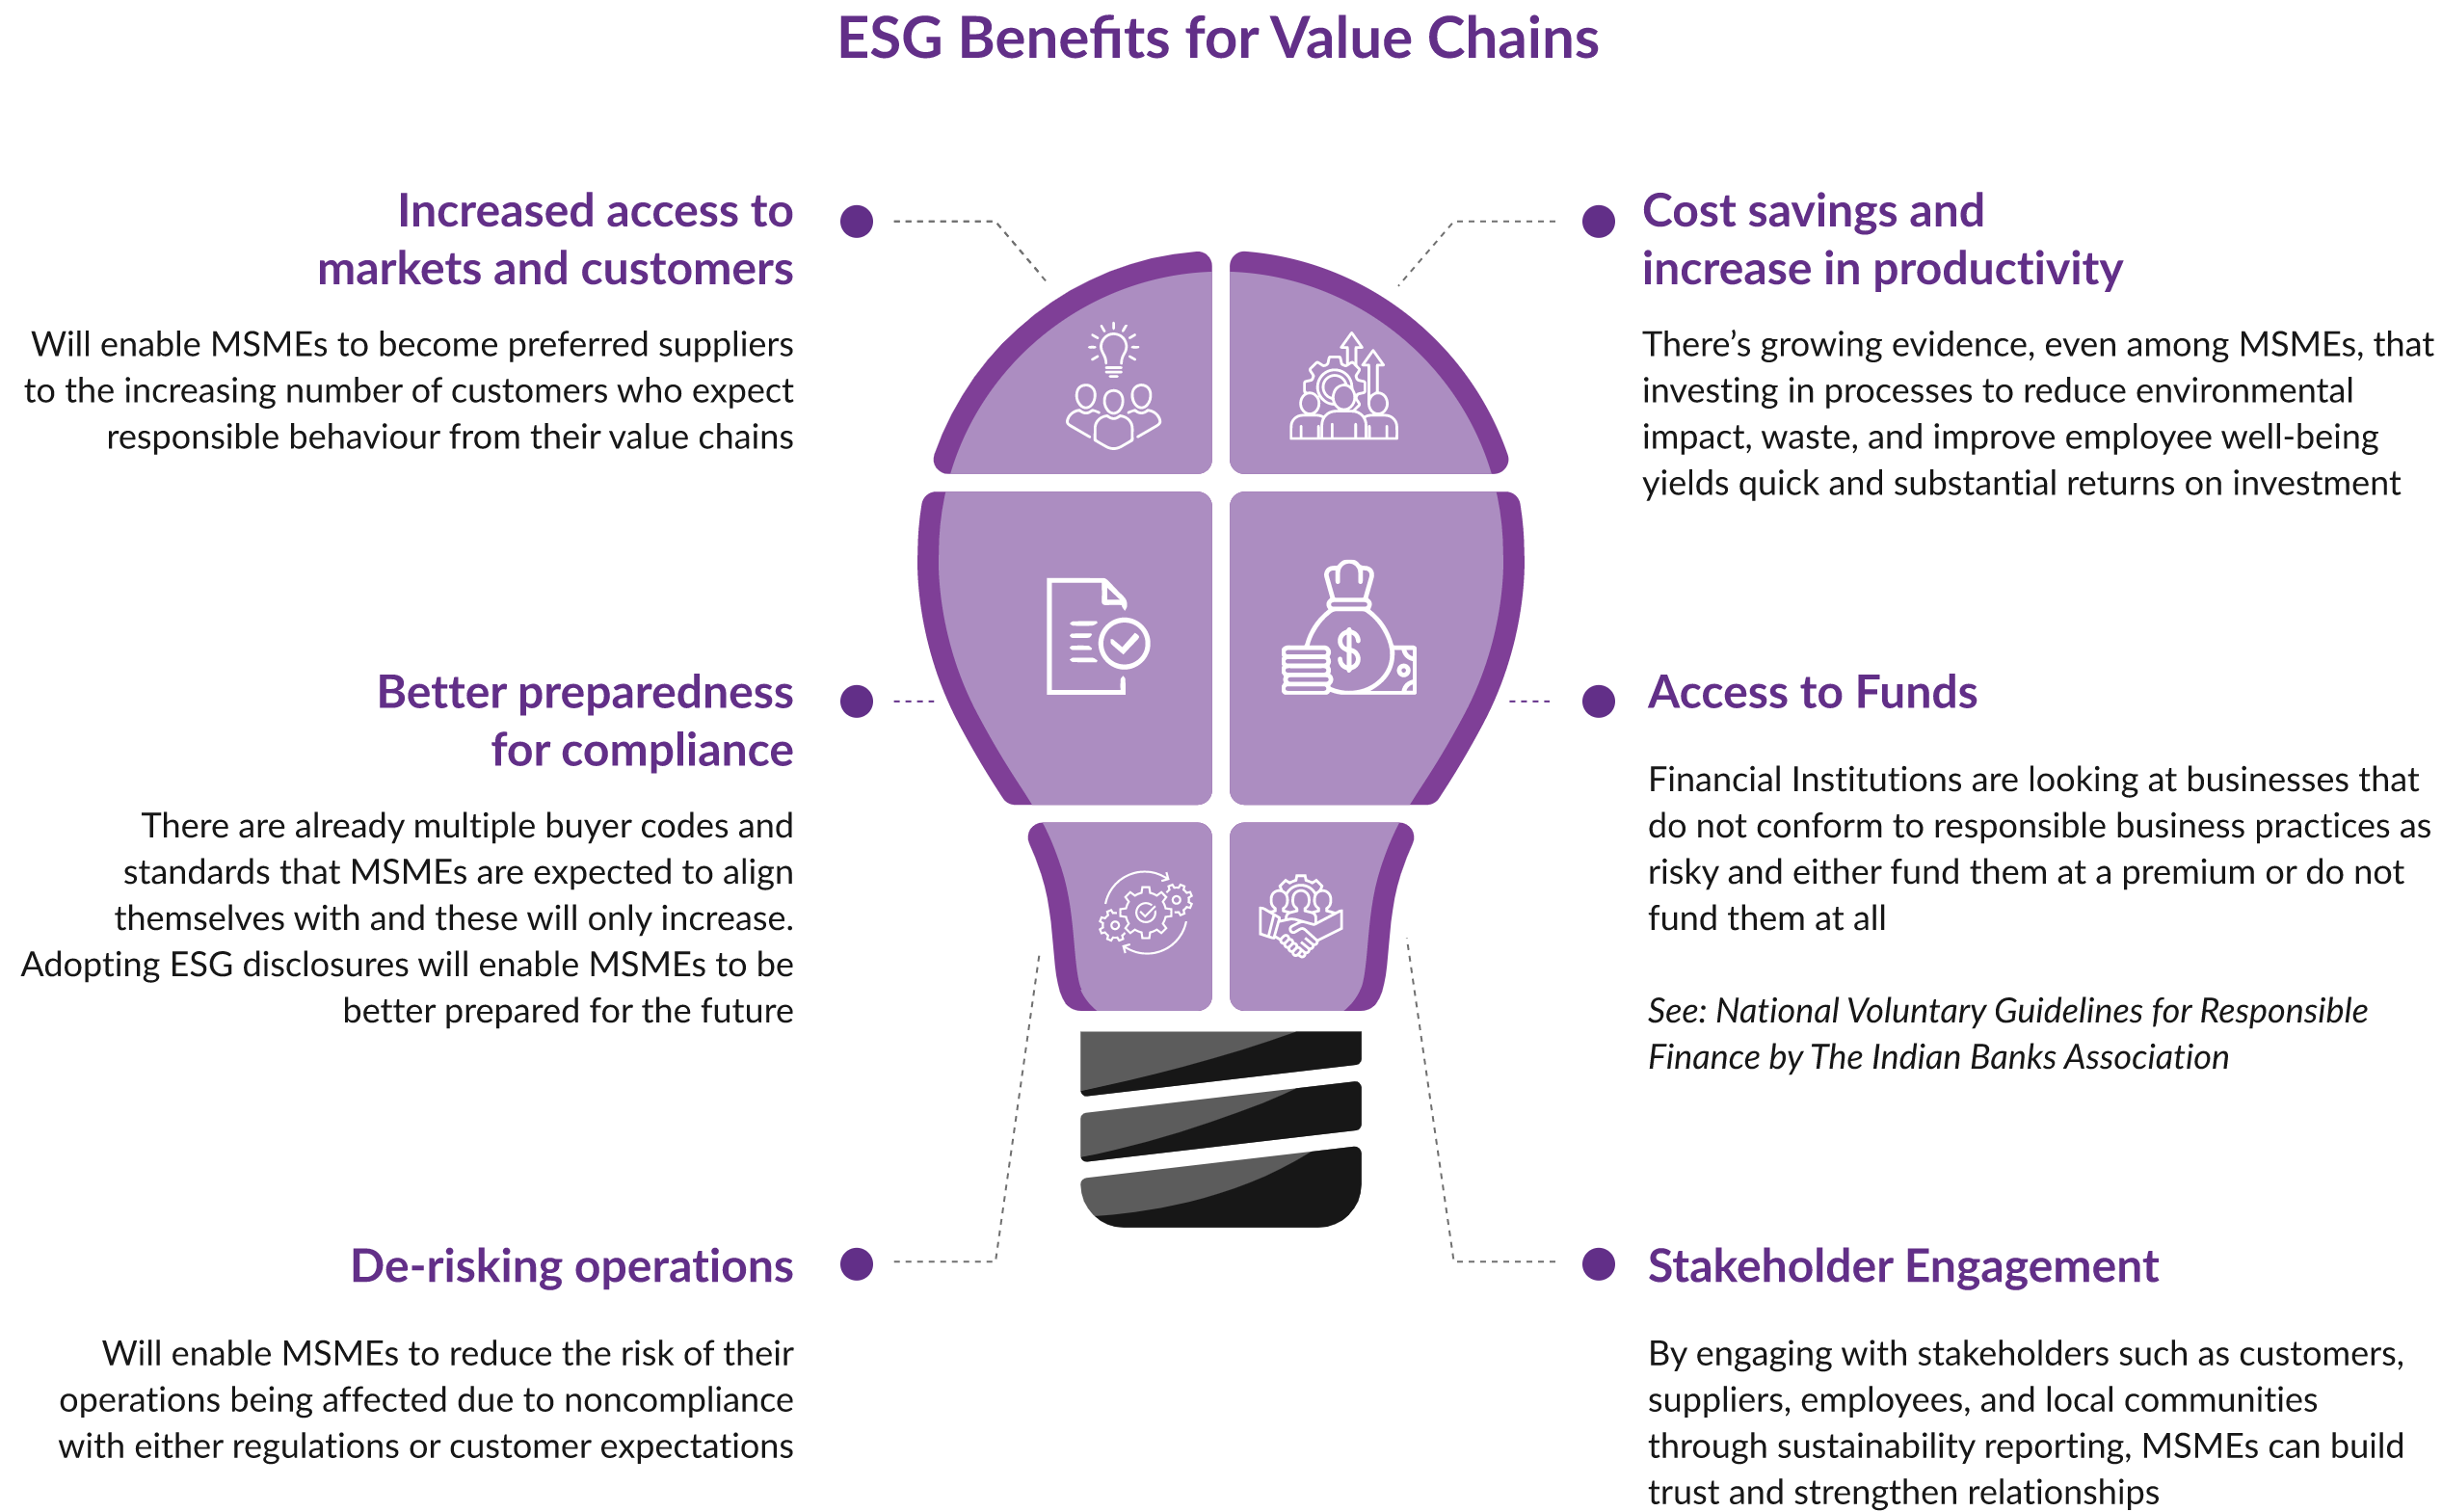 ESG Benefits for Value Chains
Increased access to
markets and customers
Will enable MSMEs to become preferred suppliers
to the increasing number of customers who expect
responsible behaviour from their value chains
Better preparedness
for compliance
There are already multiple buyer codes and
standards that MSMEs are expected to align
themselves with and these will only increase.
Adopting ESG disclosures will enable MSMEs to be
better prepared for the future
De-risking operations
Will enable MSMEs to reduce the risk of their
operations being affected due to noncompliance
with either regulations or customer expectations
Cost savings and
increase in productivity
There’s growing evidence, even among MSMEs, that
investing in processes to reduce environmental
impact, waste, and improve employee well-being
yields quick and substantial returns on investment
Access to Funds
Financial Institutions are looking at businesses that
do not conform to responsible business practices as
risky and either fund them at a premium or do not
fund them at all
See: National Voluntary Guidelines for Responsible
Finance by The Indian Banks Association
Stakeholder Engagement
By engaging with stakeholders such as customers,
suppliers, employees, and local communities
through sustainability reporting, MSMEs can build
trust and strengthen relationships
$